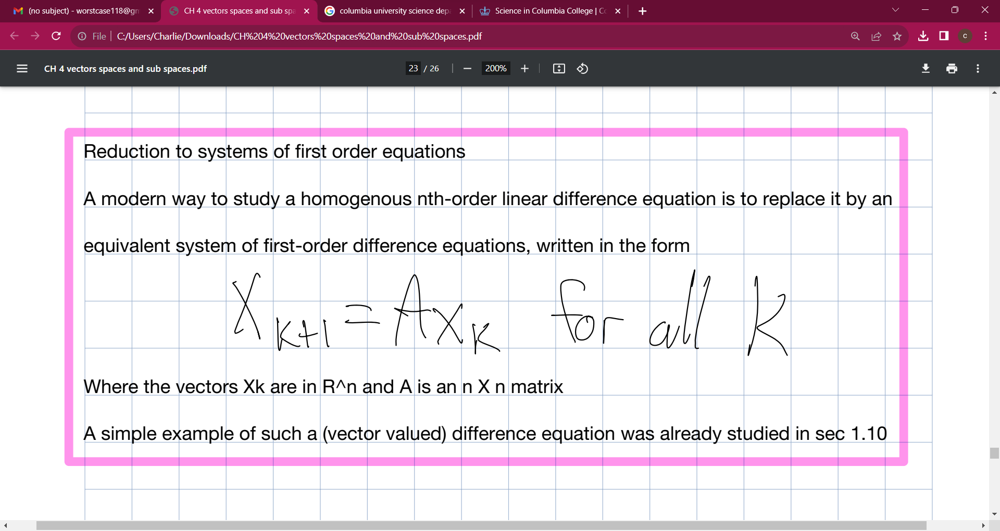 (no subject) - worstcase118@gm
CH 4 vectors spaces and sub spa
columbia university science depa
Science in Columbia College | Co
File
C:/Users/Charlie/Downloads/CH%204%20vectors%20spaces%20and%20sub%20spaces.pdf
c
CH 4 vectors spaces and sub spaces.pdf
23 / 26
200%
Reduction to systems of first order equations
A modern way to study a homogenous nth-order linear difference equation is to replace it by an
equivalent system of first-order difference equations, written in the form
X k+1 = A x k for all k
Where the vectors Xk are in R^n and A is an n X n matrix
A simple example of such a (vector valued) difference equation was already studied in sec 1.10